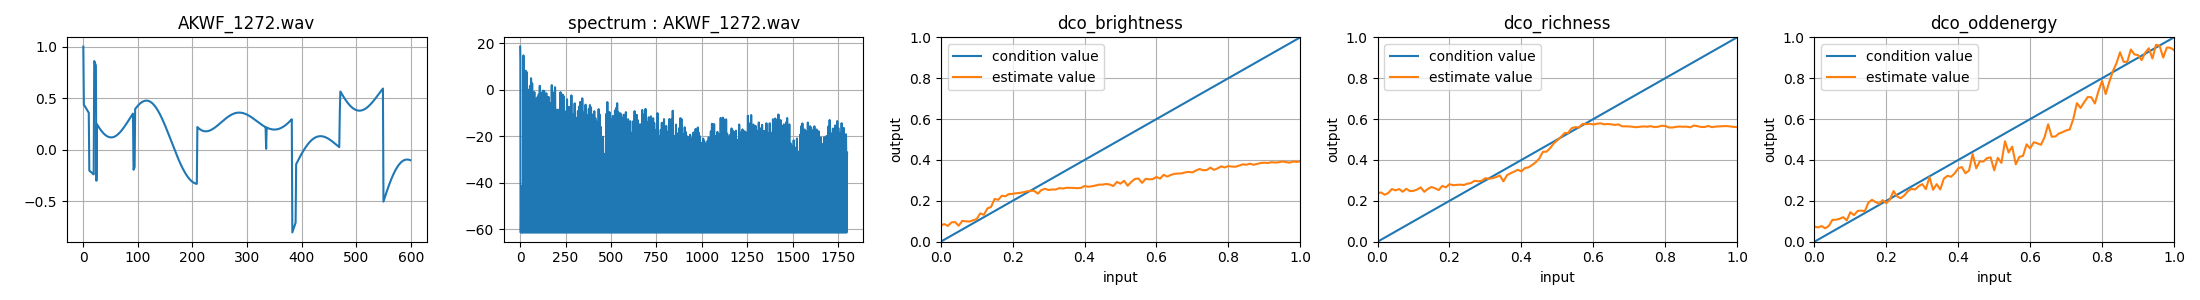 AKWF_1272.wav
1.0
0.5
0.0
−0.5
0 100 200 300 400 500 600
spectrum : AKWF_1272.wav
20
0
−20
−40
−60
0 250 500 750 1000 1250 1500 1750
dco_brightness
condition value
estimate value
output
1.0
0.8
0.6
0.4
0.2
0.0
0.0 0.2 0.4 0.6 0.8 1.0
input
dco_richness
condition value
estimate value
output
1.0
0.8
0.6
0.4
0.2
0.0
0.0 0.2 0.4 0.6 0.8 1.0
input
dco_oddenergy
condition value
estimate value
output
1.0
0.8
0.6
0.4
0.2
0.0
0.0 0.2 0.4 0.6 0.8 1.0
input